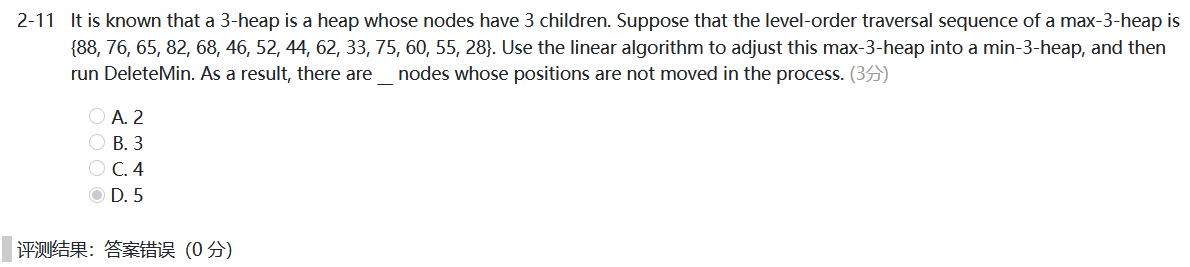 2-11 It is known that a 3-heap is a heap whose nodes have 3 children. Suppose that the level-order traversal sequence of a max-3-heap is
{88, 76, 65, 82, 68, 46, 52, 44, 62, 33, 75, 60, 55, 28}. Use the linear algorithm to adjust this max-3-heap into a min-3-heap, and then
run DeleteMin. As a result, there are __ nodes whose positions are not moved in the process. (3分)
A. 2
B. 3
C. 4
D. 5
评测结果：答案错误（0 分）